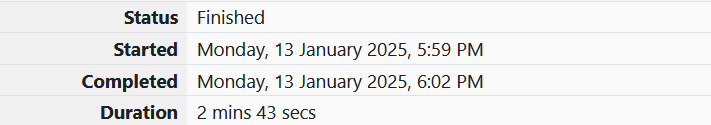 Status Finished
Started Monday, 13 January 2025, 5:59 PM
Completed Monday, 13 January 2025, 6:02 PM
Duration 2 mins 43 secs